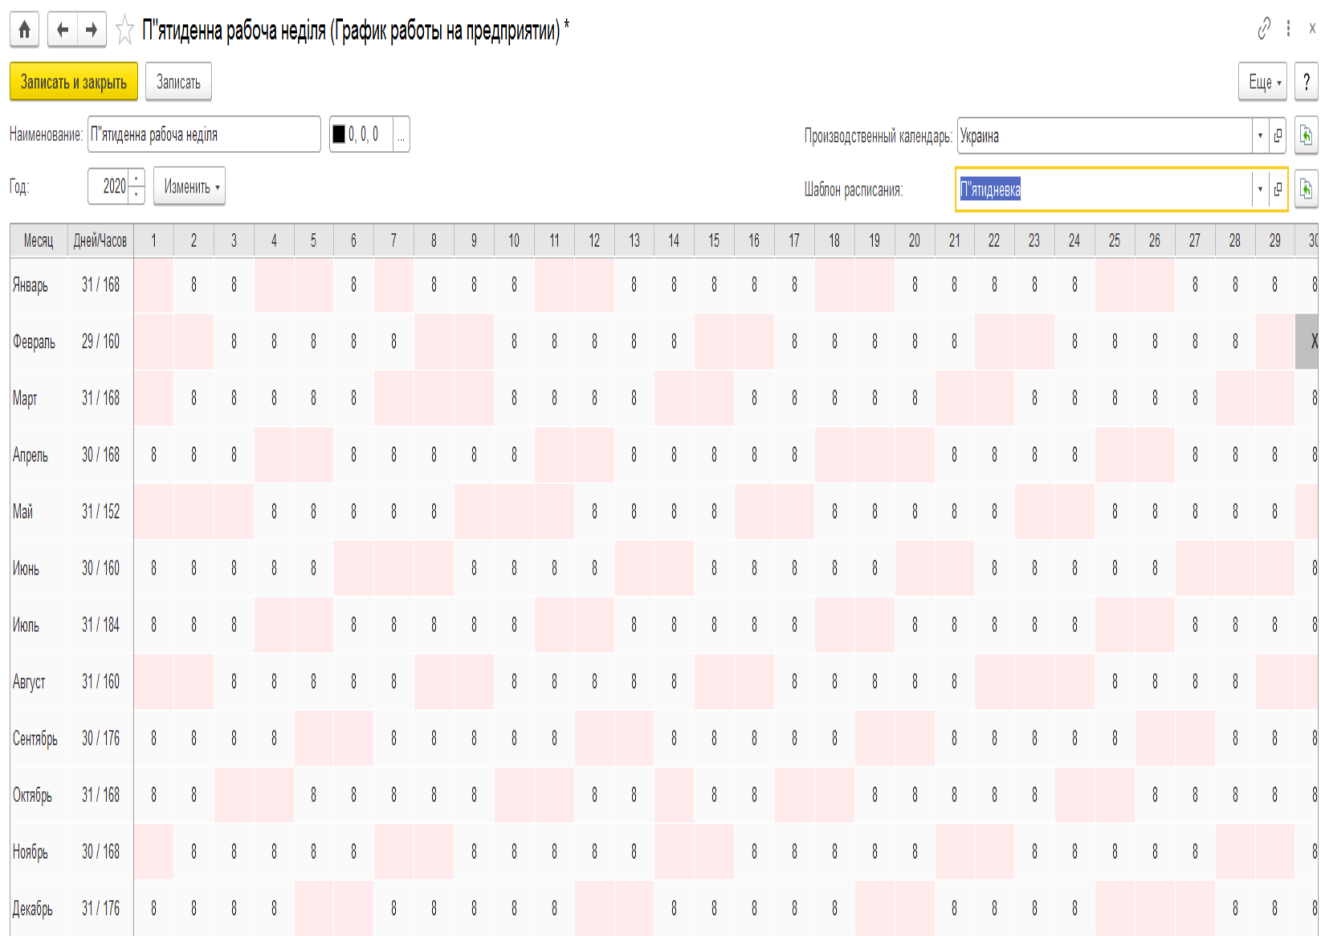 П"ятиденна рабоча неділя (График работы на предприятии) *
Записать и закрыть Записать Еще ?
Наименование: П"ятиденна рабоча неділя 0, 0, 0 ... Производственный календарь: Украина
Год: 2020 Изменить Шаблон расписания: П"ятидневка
Месяц Дней/Часов 1 2 3 4 5 6 7 8 9 10 11 12 13 14 15 16 17 18 19 20 21 22 23 24 25 26 27 28 29 30
Январь 31 / 168 8 8 8 8 8 8 8 8 8 8 8 8 8 8 8 8 8 8 8 8
Февраль 29 / 160 8 8 8 8 8 8 8 8 8 8 8 8 8 8 8 8 8 8 8 8 X
Март 31 / 168 8 8 8 8 8 8 8 8 8 8 8 8 8 8 8 8 8 8 8 8
Апрель 30 / 168 8 8 8 8 8 8 8 8 8 8 8 8 8 8 8 8 8 8 8 8 8
Май 31 / 152 8 8 8 8 8 8 8 8 8 8 8 8 8 8 8 8 8 8 8
Июнь 30 / 160 8 8 8 8 8 8 8 8 8 8 8 8 8 8 8 8 8 8 8 8
Июль 31 / 184 8 8 8 8 8 8 8 8 8 8 8 8 8 8 8 8 8 8 8 8 8 8
Август 31 / 160 8 8 8 8 8 8 8 8 8 8 8 8 8 8 8 8 8 8 8
Сентябрь 30 / 176 8 8 8 8 8 8 8 8 8 8 8 8 8 8 8 8 8 8 8 8 8 8
Октябрь 31 / 168 8 8 8 8 8 8 8 8 8 8 8 8 8 8 8 8 8 8 8 8 8
Ноябрь 30 / 168 8 8 8 8 8 8 8 8 8 8 8 8 8 8 8 8 8 8 8 8 8
Декабрь 31 / 176 8 8 8 8 8 8 8 8 8 8 8 8 8 8 8 8 8 8 8 8 8